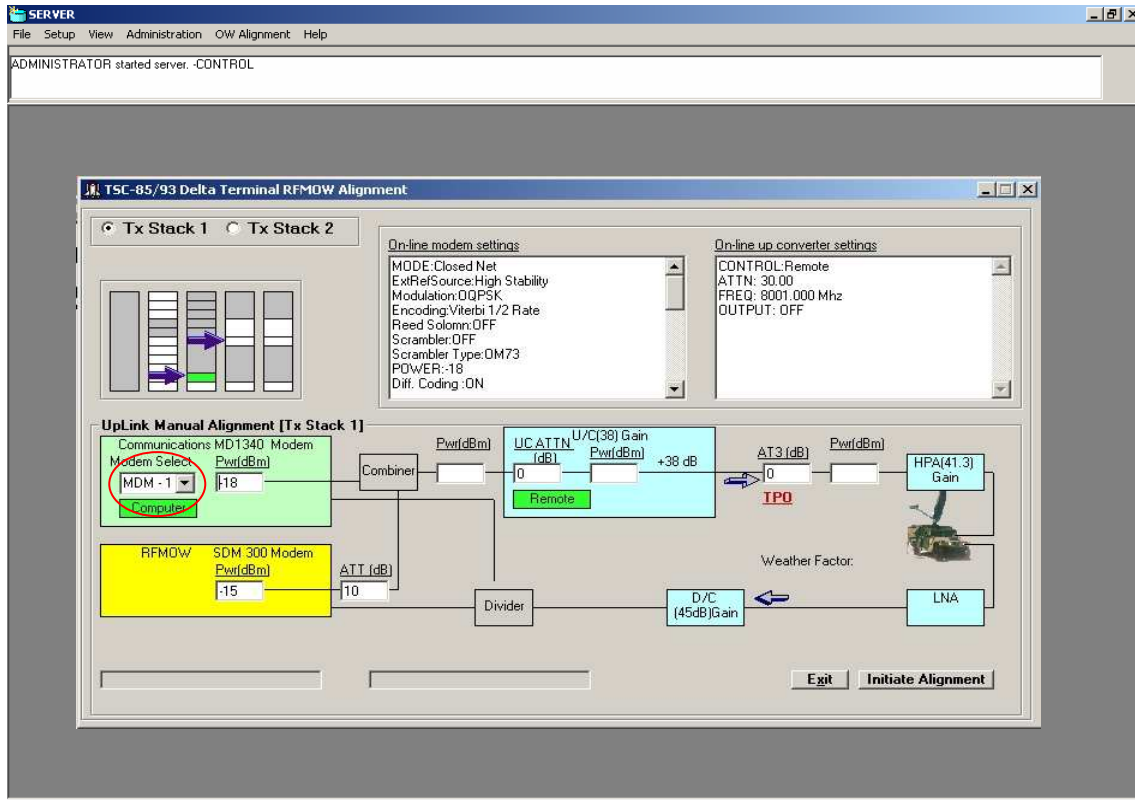 SERVER
File Setup View Administration OW Alignment Help
ADMINISTRATOR started server. -CONTROL
TSC-85/93 Delta Terminal RFMOW Alignment
Tx Stack 1 Tx Stack 2
On-line modem settings
MODE:Closed Net
ExtRefSource:High Stability
Modulation:OQPSK
Encoding:Viterbi 1/2 Rate
Reed Solomn:OFF
Scrambler:OFF
Scrambler Type:OM73
POWER:-18
Diff. Coding :ON
On-line up converter settings
CONTROL:Remote
ATTN: 30.00
FREQ: 8001.000 Mhz
OUTPUT: OFF
UpLink Manual Alignment [Tx Stack 1]
Communications MD1340 Modem
Modem Select Pwr(dBm)
MDM - 1 -18
Computer
Combiner
Pwr(dBm)
U/C(38) Gain
UC ATTN (dB) Pwr(dBm)
0 +38 dB
Remote
AT3 (dB) Pwr(dBm)
0
TPO
HPA(41.3) Gain
RFMOW SDM 300 Modem
Pwr(dBm) ATT (dB)
-15 10
Divider
Weather Factor:
D/C (45dB)Gain
LNA
Exit Initiate Alignment